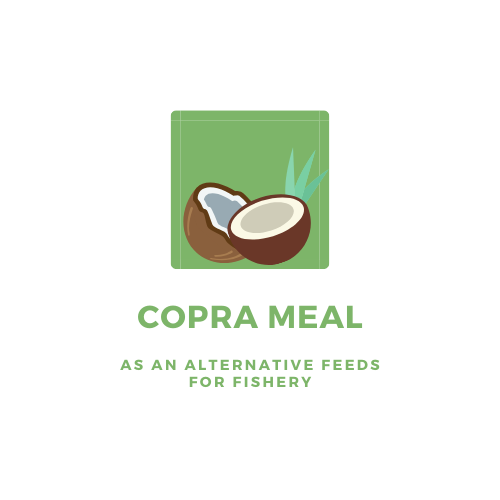 COPRA MEAL
AS AN ALTERNATIVE FEEDS
FOR FISHERY